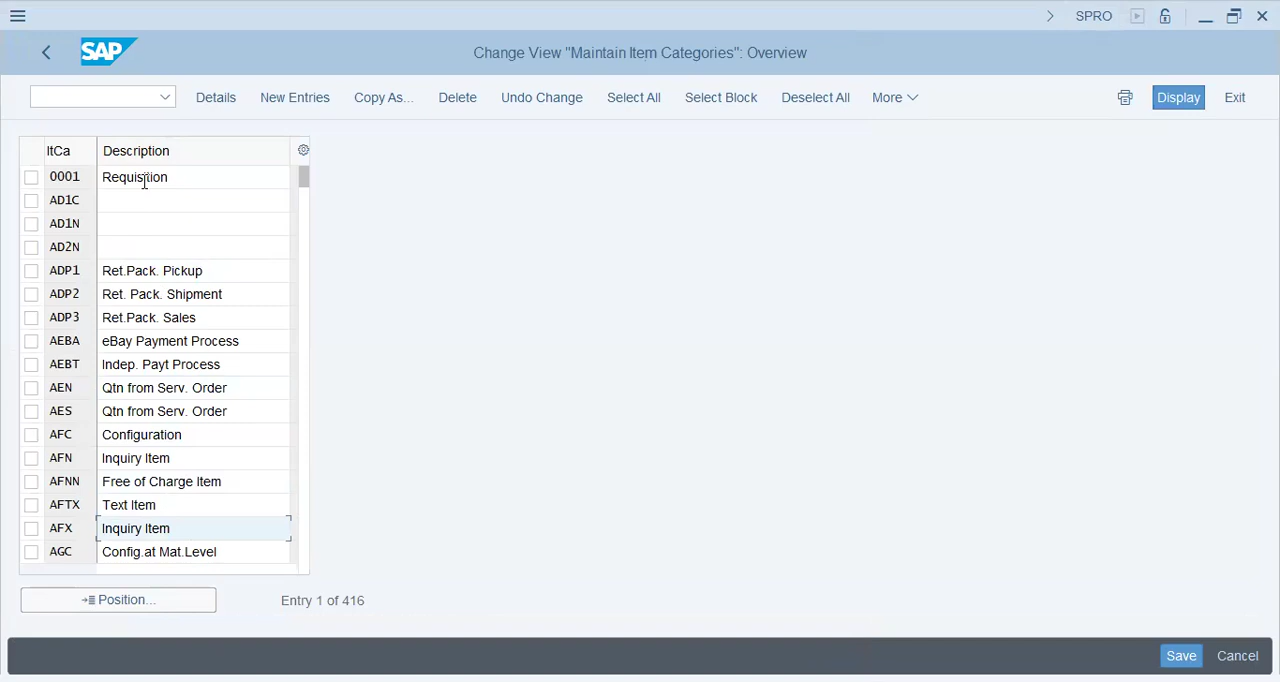 SPRO
SAP
Change View "Maintain Item Categories": Overview
Details New Entries Copy As... Delete Undo Change Select All Select Block Deselect All More Display Exit
ItCa Description
0001 Requisition
AD1C
AD1N
AD2N
ADP1 Ret.Pack. Pickup
ADP2 Ret. Pack. Shipment
ADP3 Ret.Pack. Sales
AEBA eBay Payment Process
AEBT Indep. Payt Process
AEN Qtn from Serv. Order
AES Qtn from Serv. Order
AFC Configuration
AFN Inquiry Item
AFNN Free of Charge Item
AFTX Text Item
AFX Inquiry Item
AGC Config.at Mat.Level
Position... Entry 1 of 416
Save Cancel